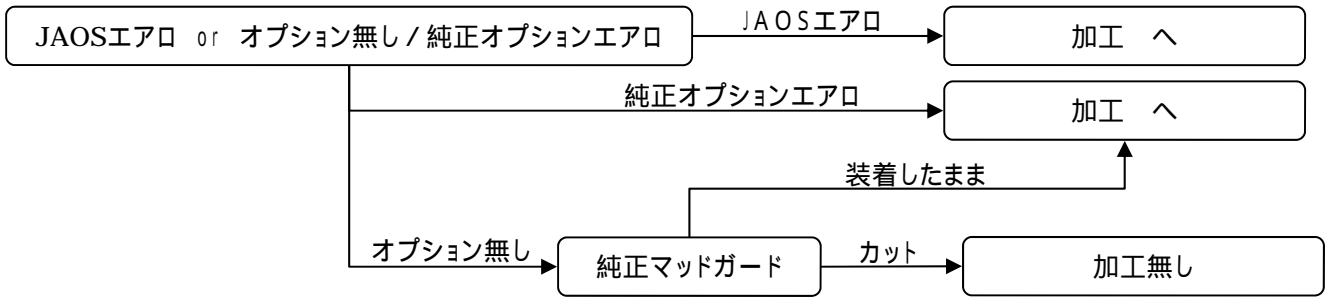 JAOSエアロ or オプション無し / 純正オプションエアロ
JAOSエアロ
加工 へ
純正オプションエアロ
加工 へ
装着したまま
オプション無し
純正マッドガード
カット
加工無し